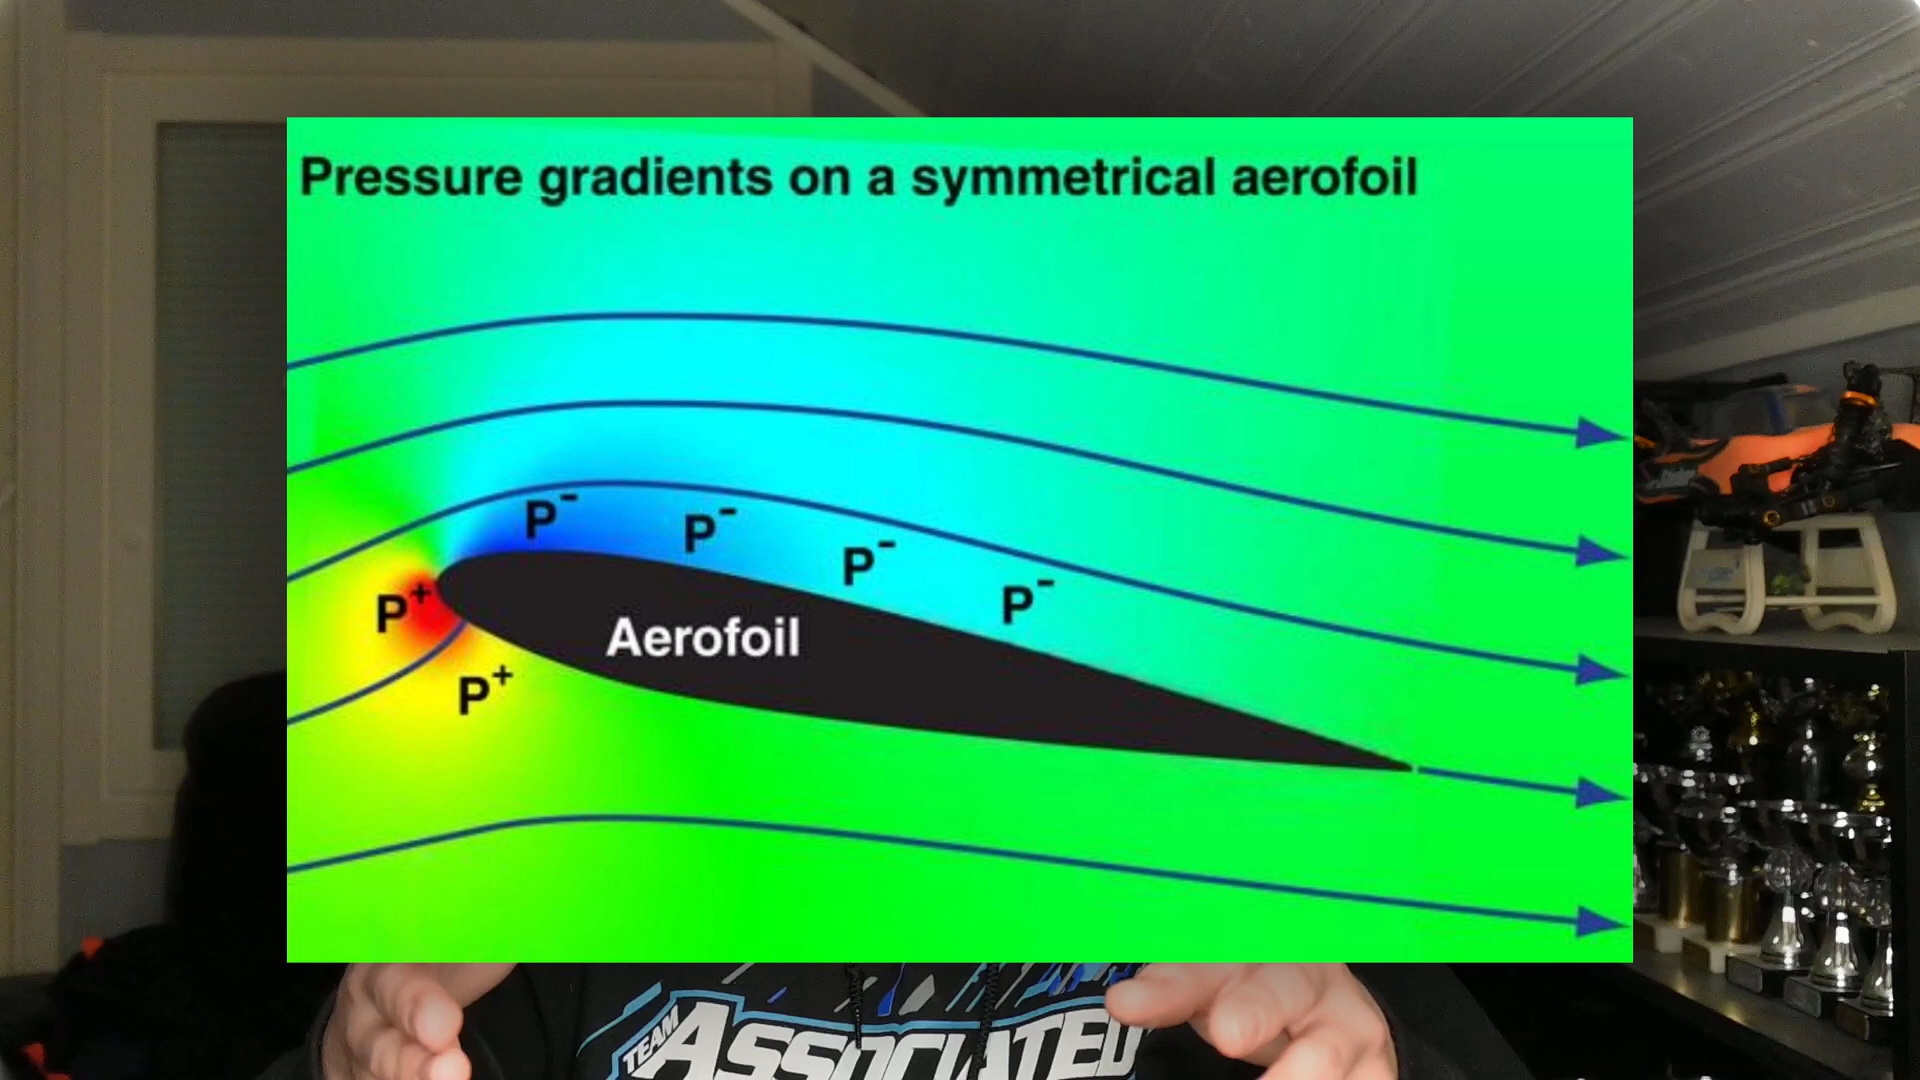 Pressure gradients on a symmetrical aerofoil
P⁻
P⁻
P⁻
P⁻
P⁺
Aerofoil
P⁺
TEAM
ASSOCIATED